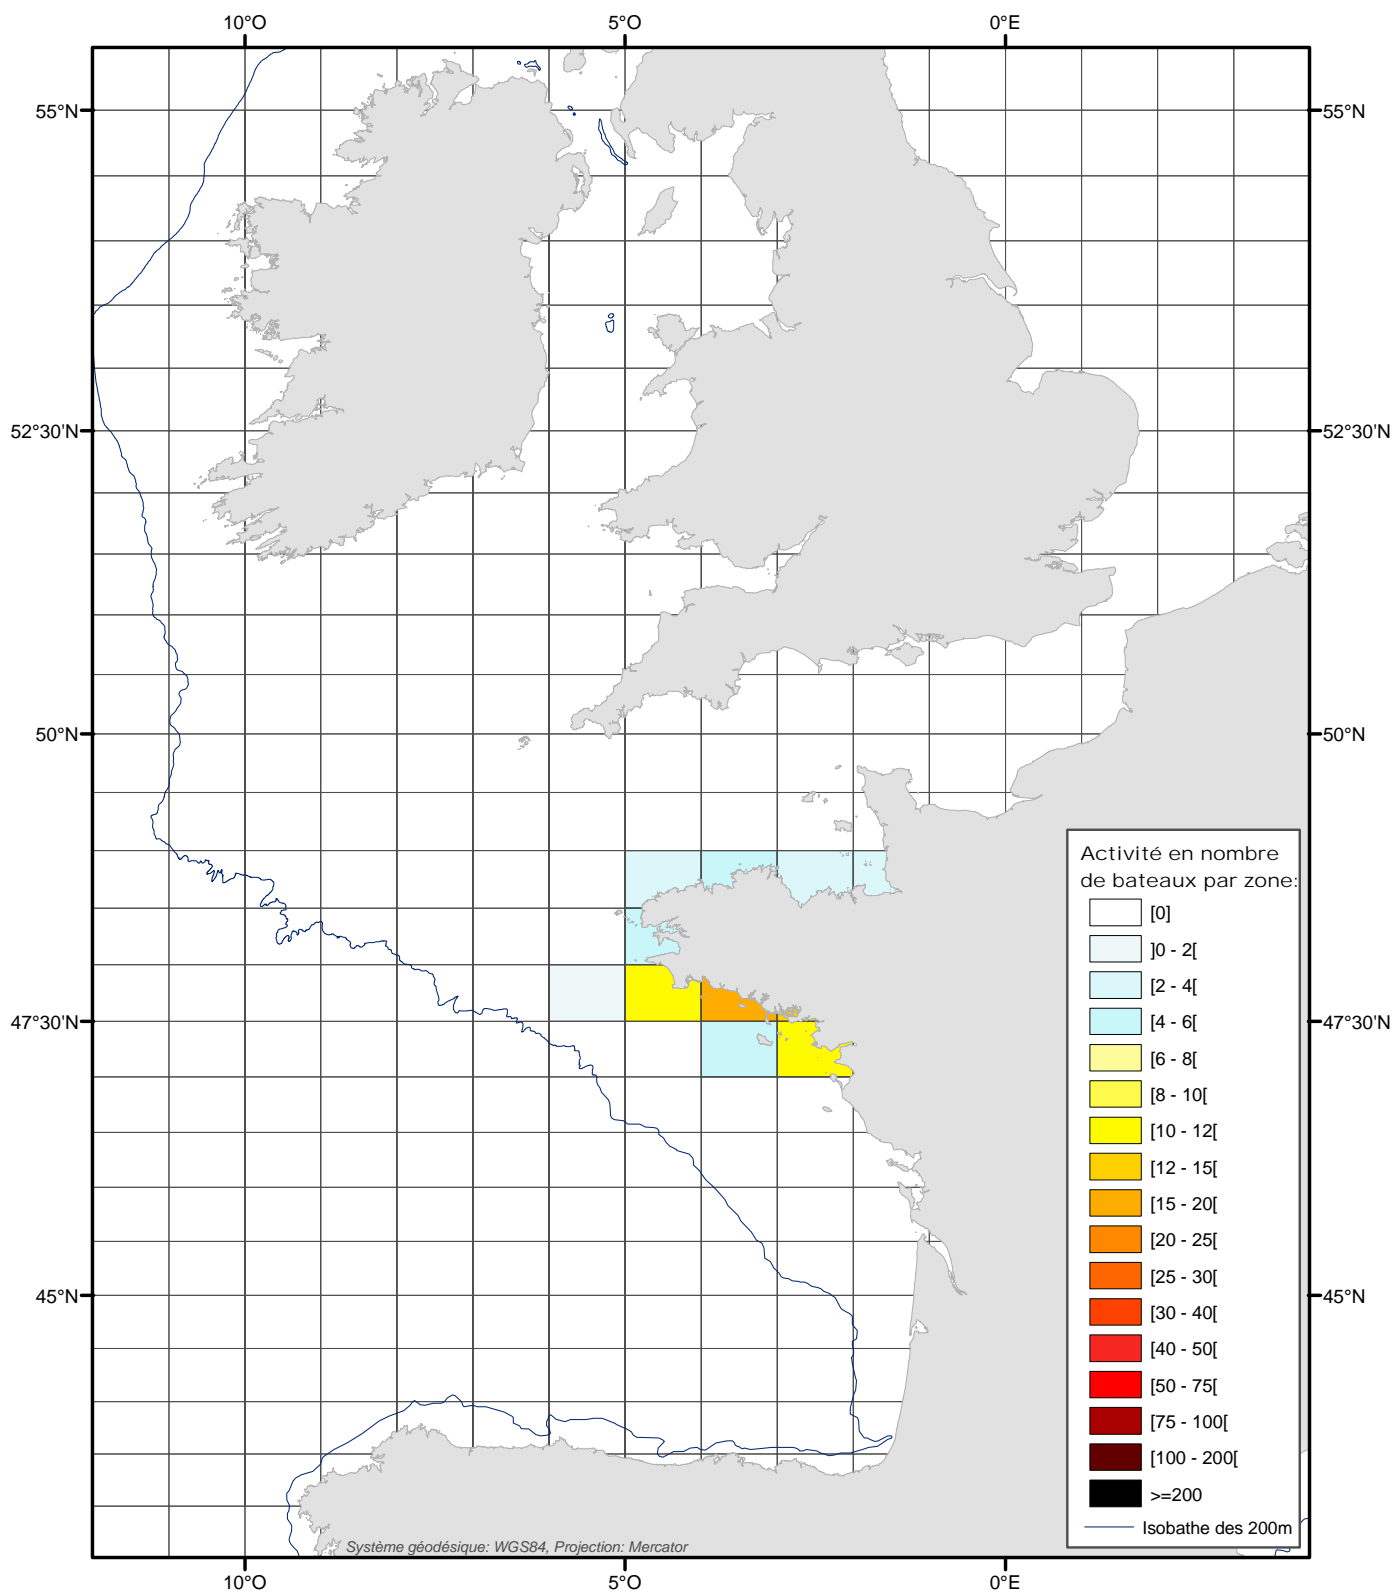 10°O 5°O 0°E
55°N 55°N
52°30'N 52°30'N
50°N 50°N
47°30'N 47°30'N
45°N 45°N
Activité en nombre
de bateaux par zone:
[0]
]0 - 2[
[2 - 4[
[4 - 6[
[6 - 8[
[8 - 10[
[10 - 12[
[12 - 15[
[15 - 20[
[20 - 25[
[25 - 30[
[30 - 40[
[40 - 50[
[50 - 75[
[75 - 100[
[100 - 200[
>=200
Isobathe des 200m
Système géodésique: WGS84, Projection: Mercator
10°O 5°O 0°E